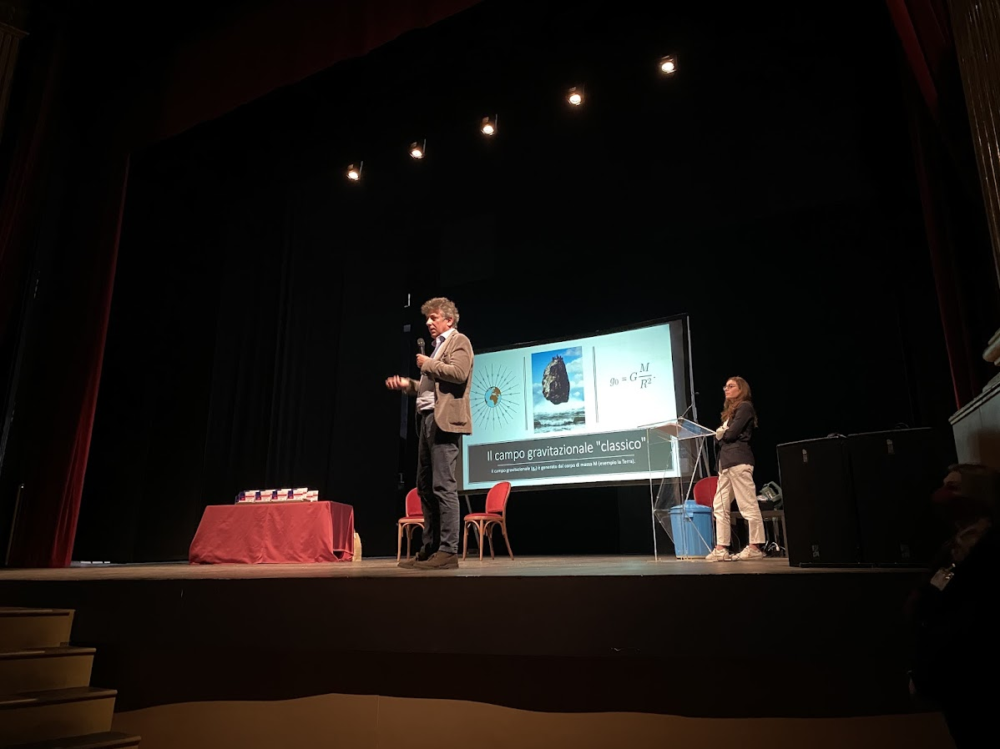 g₀ = G M/R².
Il campo gravitazionale "classico"
Il campo gravitazionale (g₀) è generato dal corpo di massa M (esempio la Terra).